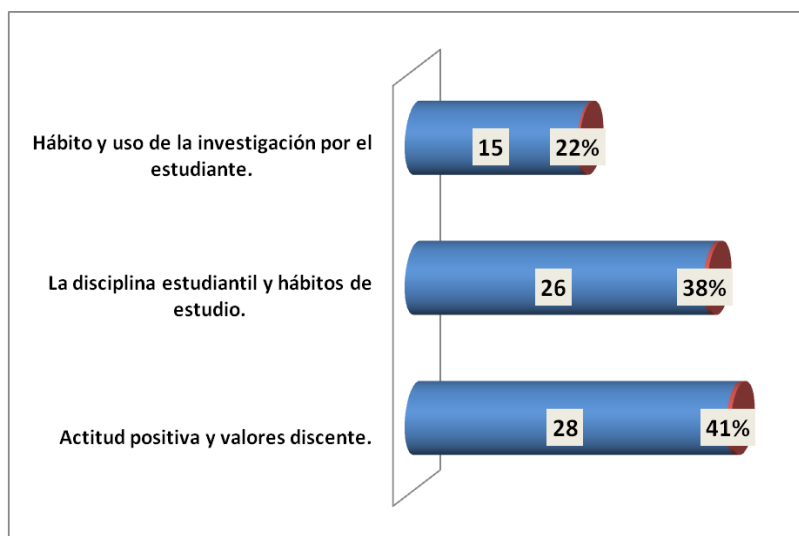 Hábito y uso de la investigación por el
estudiante.
15
22%
La disciplina estudiantil y hábitos de
estudio.
26
38%
Actitud positiva y valores discente.
28
41%